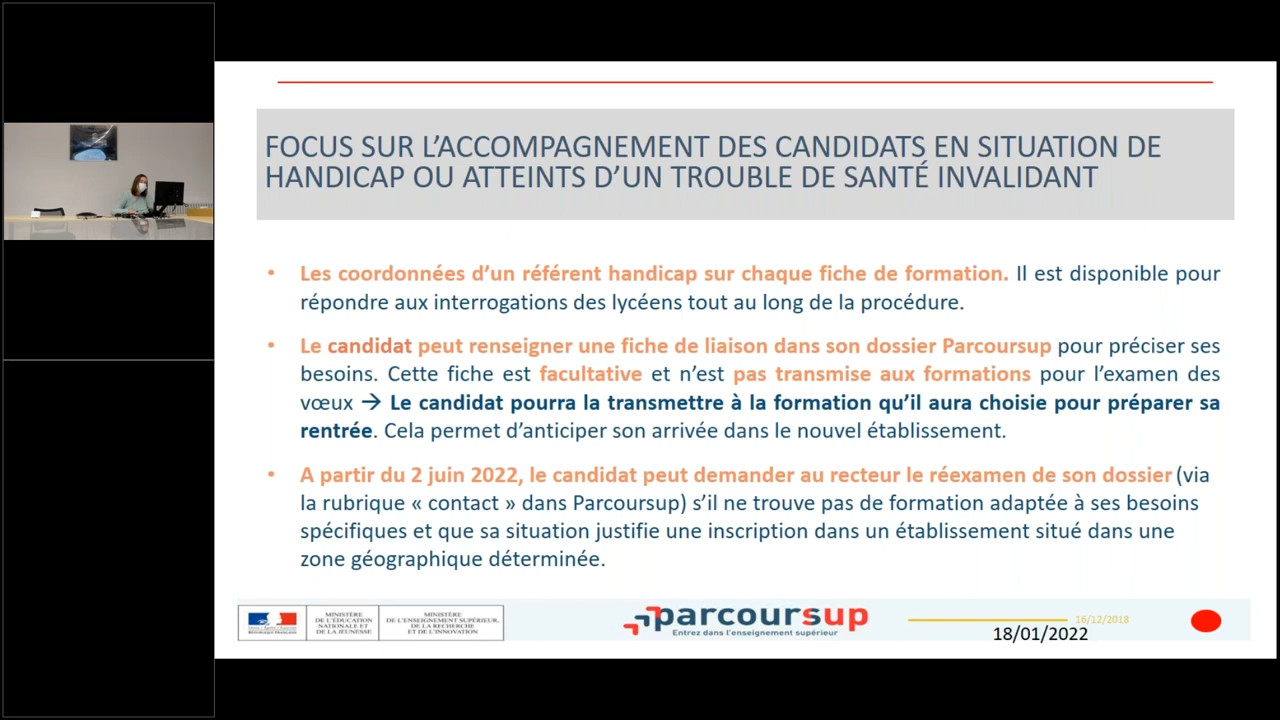 FOCUS SUR L'ACCOMPAGNEMENT DES CANDIDATS EN SITUATION DE
HANDICAP OU ATTEINTS D'UN TROUBLE DE SANTÉ INVALIDANT
• Les coordonnées d'un référent handicap sur chaque fiche de formation. Il est disponible pour
répondre aux interrogations des lycéens tout au long de la procédure.
• Le candidat peut renseigner une fiche de liaison dans son dossier Parcoursup pour préciser ses
besoins. Cette fiche est facultative et n'est pas transmise aux formations pour l'examen des
vœux → Le candidat pourra la transmettre à la formation qu'il aura choisie pour préparer sa
rentrée. Cela permet d'anticiper son arrivée dans le nouvel établissement.
• A partir du 2 juin 2022, le candidat peut demander au recteur le réexamen de son dossier (via
la rubrique « contact » dans Parcoursup) s'il ne trouve pas de formation adaptée à ses besoins
spécifiques et que sa situation justifie une inscription dans un établissement situé dans une
zone géographique déterminée.
RÉPUBLIQUE FRANÇAISE
MINISTÈRE
DE L'ÉDUCATION
NATIONALE ET
DE LA JEUNESSE
MINISTÈRE
DE L'ENSEIGNEMENT SUPÉRIEUR,
DE LA RECHERCHE
ET DE L'INNOVATION
parcoursup
Entrez dans l'enseignement supérieur
16/12/2018
18/01/2022